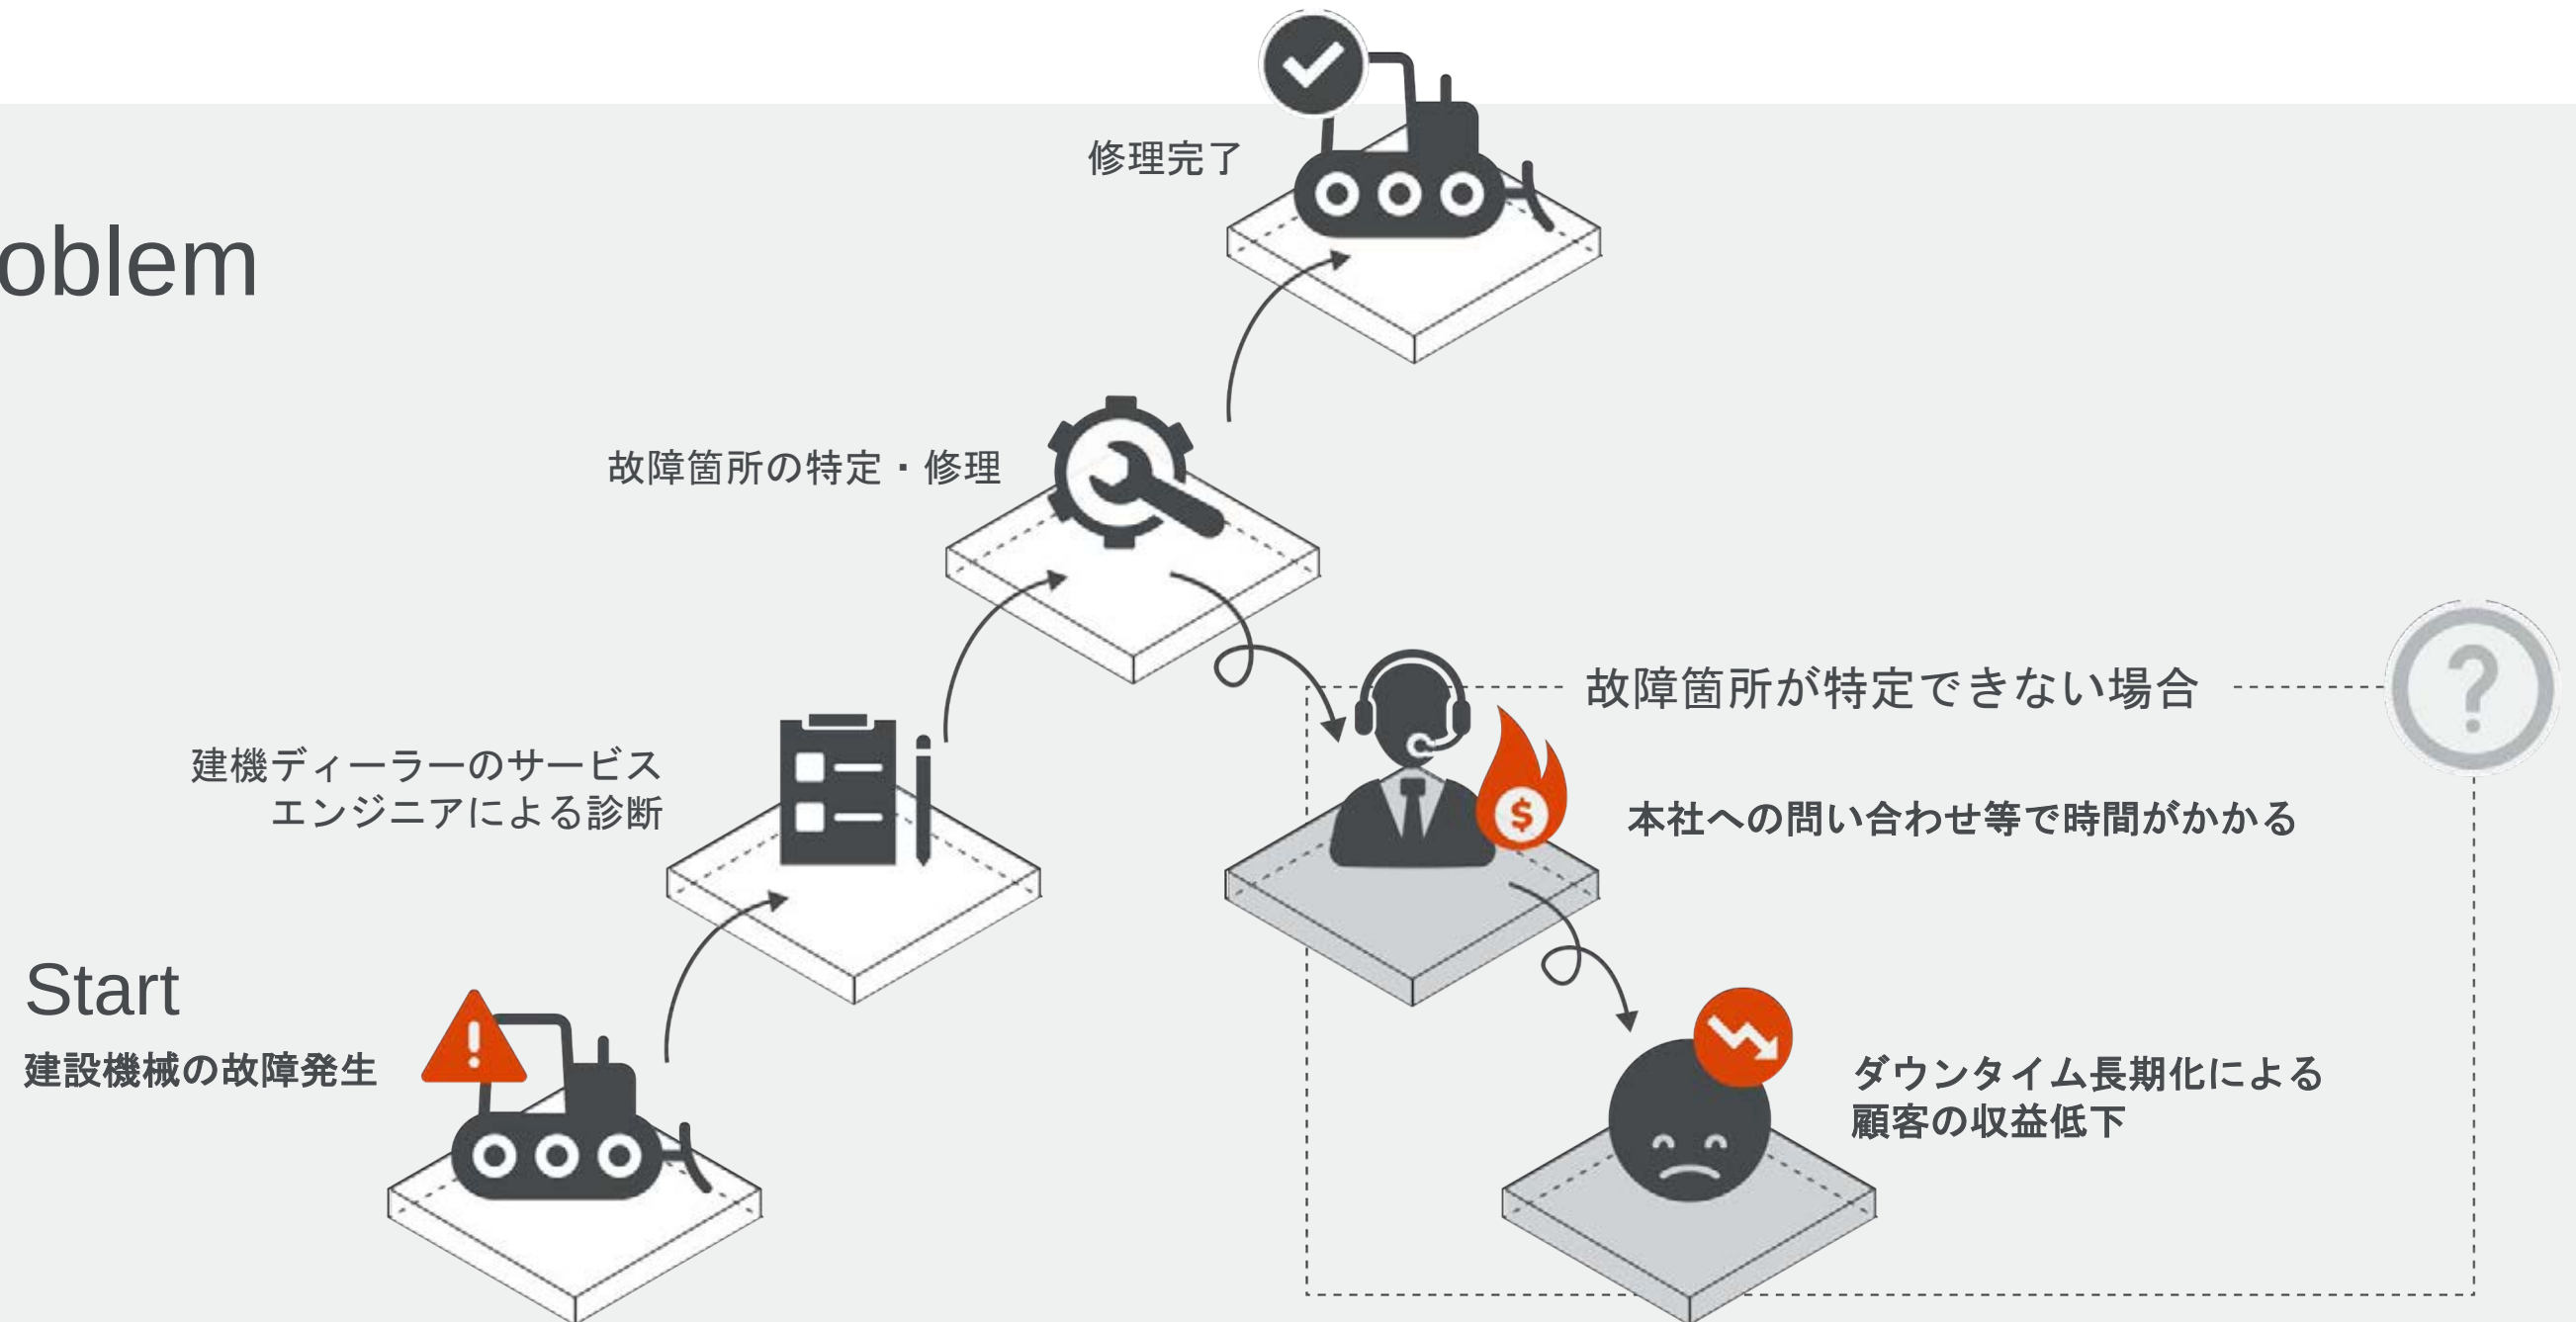 修理完了
oblem
故障箇所の特定・修理
故障箇所が特定できない場合
?
建機ディーラーのサービス
エンジニアによる診断
$
本社への問い合わせ等で時間がかかる
Start
建設機械の故障発生
!
ダウンタイム長期化による
顧客の収益低下